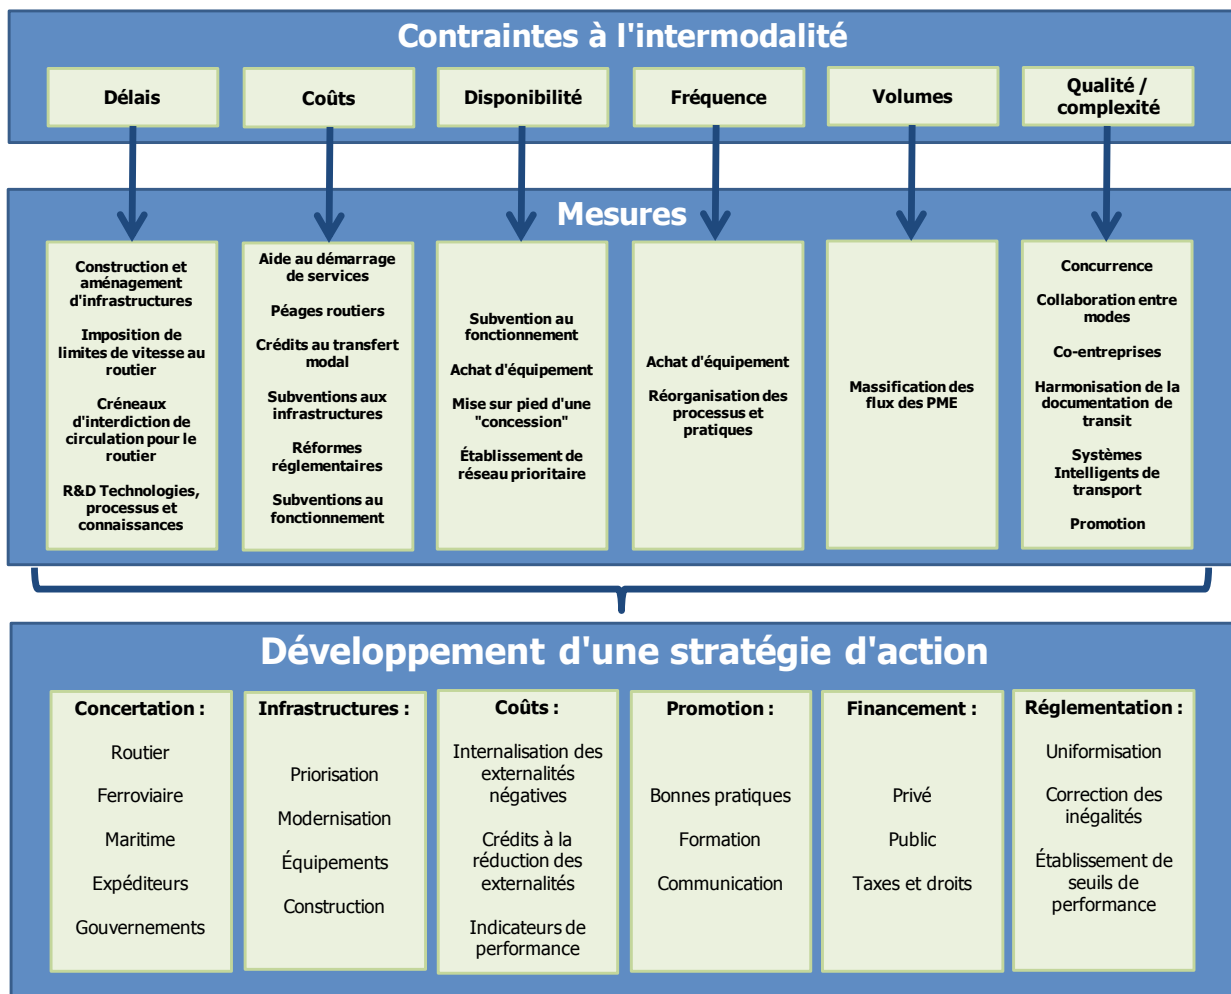 Contraintes à l'intermodalité
Délais
Coûts
Disponibilité
Fréquence
Volumes
Qualité /
complexité
Mesures
Construction et
aménagement
d'infrastructures
Imposition de
limites de vitesse au
routier
Créneaux
d'interdiction de
circulation pour le
routier
R&D Technologies,
processus et
connaissances
Aide au démarrage
de services
Péages routiers
Crédits au transfert
modal
Subventions aux
infrastructures
Réformes
réglementaires
Subventions au
fonctionnement
Subvention au
fonctionnement
Achat d'équipement
Mise sur pied d'une
"concession"
Établissement de
réseau prioritaire
Achat d'équipement
Réorganisation des
processus et
pratiques
Massification des
flux des PME
Concurrence
Collaboration entre
modes
Co-entreprises
Harmonisation de la
documentation de
transit
Systèmes
Intelligents de
transport
Promotion
Développement d'une stratégie d'action
Concertation :
Routier
Ferroviaire
Maritime
Expéditeurs
Gouvernements
Infrastructures :
Priorisation
Modernisation
Équipements
Construction
Coûts :
Internalisation des
externalités
négatives
Crédits à la
réduction des
externalités
Indicateurs de
performance
Promotion :
Bonnes pratiques
Formation
Communication
Financement :
Privé
Public
Taxes et droits
Réglementation :
Uniformisation
Correction des
inégalités
Établissement de
seuils de
performance